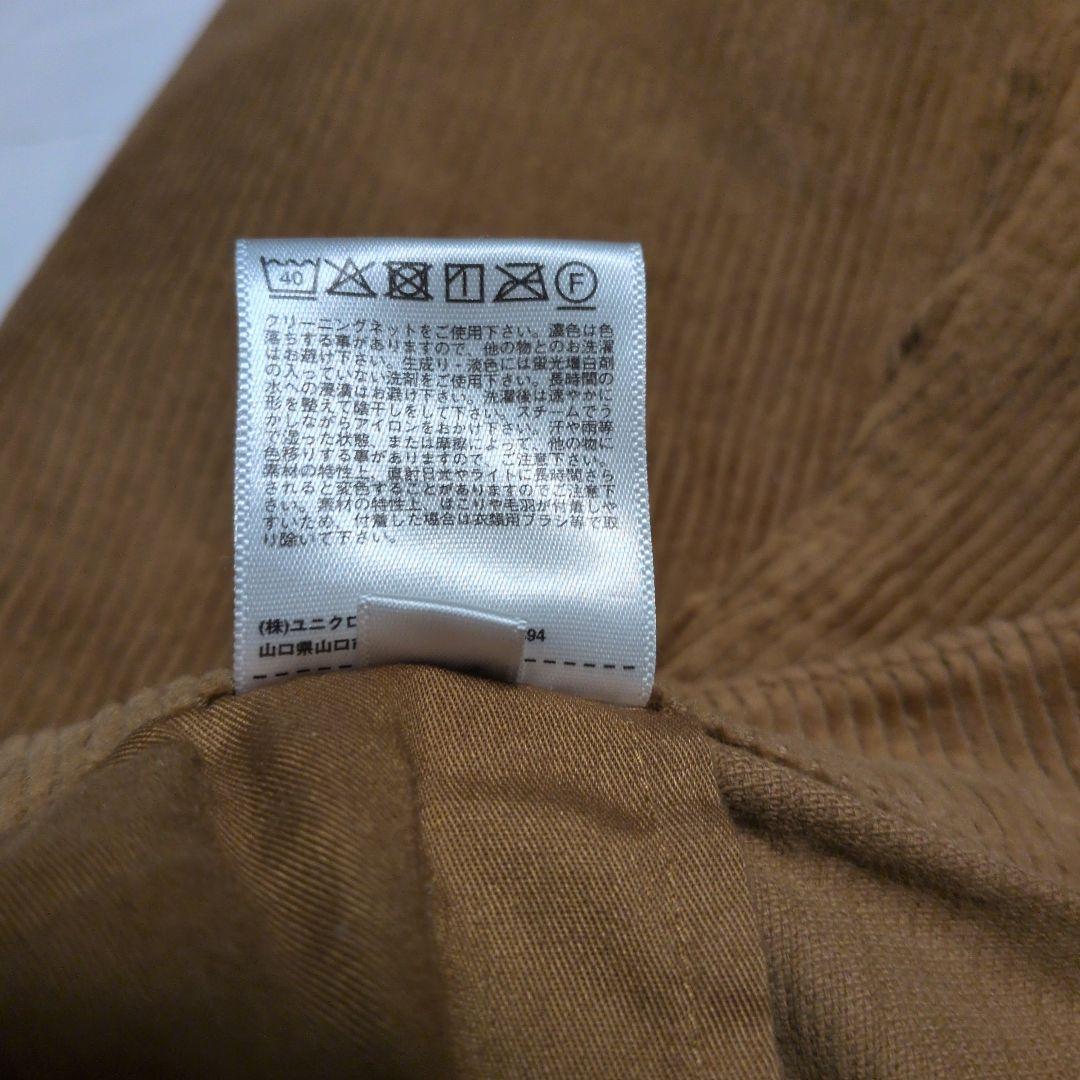 40 F
クリーニングネットをご使用下さい。濃色は色
落ちする事がありますので、他の物とのお洗濯
はお避け下さい。生成り・淡色には蛍光増白剤
の入っていない洗剤をご使用下さい。長時間の
水への浸漬はお避け下さい。洗濯後は速やかに
形を整えて陰干しをして下さい。スチームでう
かしながらアイロンをおかけ下さい。汗や雨等
で湿った状態、または摩擦によって、他の物に
色移りする事がありますので、ご注意下さい。
素材の特性上、直射日光やライトに長時間さら
されると変色することがありますのでご注意下
さい。素材の特性上、ほこりや毛羽が付着しや
すいため、付着した場合は衣類用ブラシ等で取
り除いて下さい。
(株)ユニクロ 94
山口県山口市